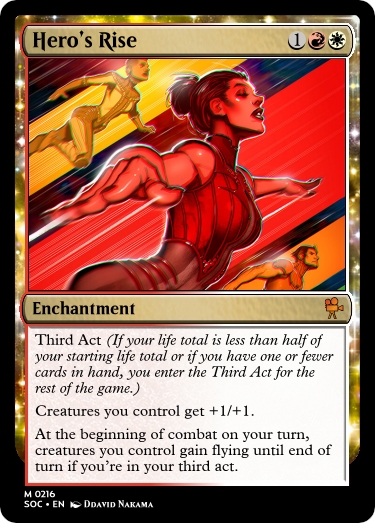 Hero's Rise 1
Enchantment
Third Act (If your life total is less than half of
your starting life total or if you have one or fewer
cards in hand, you enter the Third Act for the
rest of the game.)
Creatures you control get +1/+1.
At the beginning of combat on your turn,
creatures you control gain flying until end of
turn if you're in your third act.
M 0216
SOC • EN Ddavid Nakama